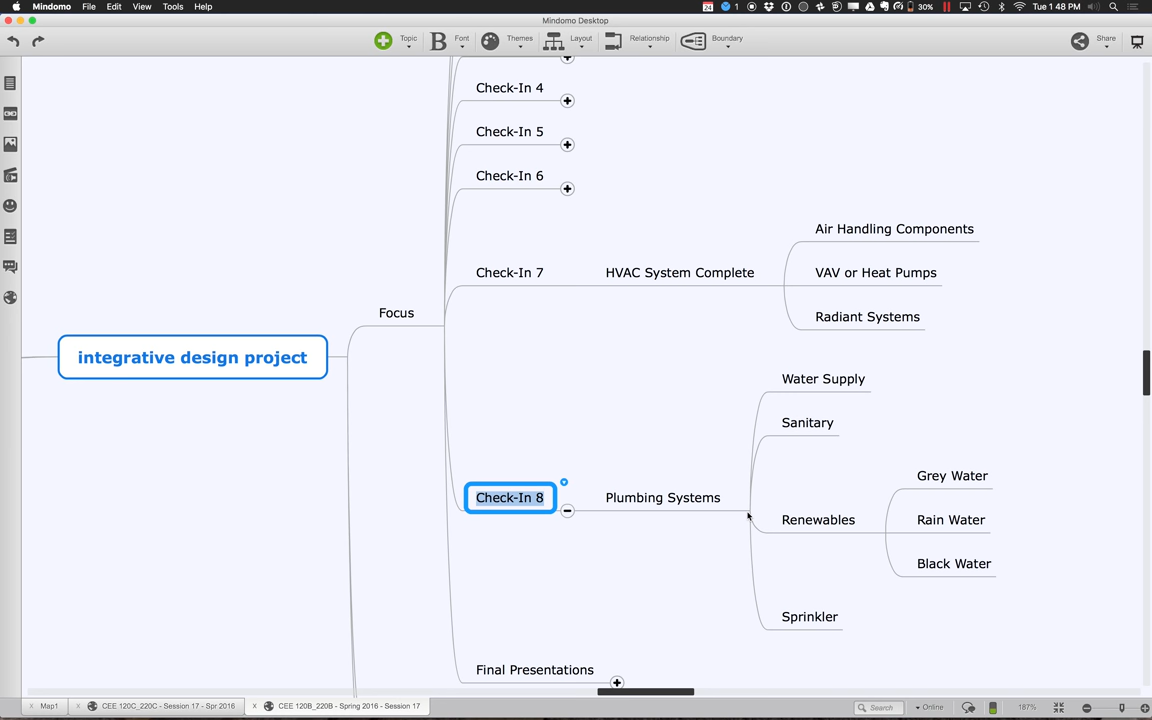 Mindomo File Edit View Tools Help
24 1 30% Tue 1 48 PM
Mindomo Desktop
Topic Font Themes Layout Relationship Boundary Share
Check-In 4
Check-In 5
Check-In 6
Air Handling Components
Check-In 7 HVAC System Complete VAV or Heat Pumps
Focus
Radiant Systems
integrative design project
Water Supply
Sanitary
Grey Water
Check-In 8 Plumbing Systems
Renewables Rain Water
Black Water
Sprinkler
Final Presentations
x Map1 x CEE 120C_220C - Session 17 - Spr 2016 x CEE 120B_220B - Spring 2016 - Session 17 Search Online 187%